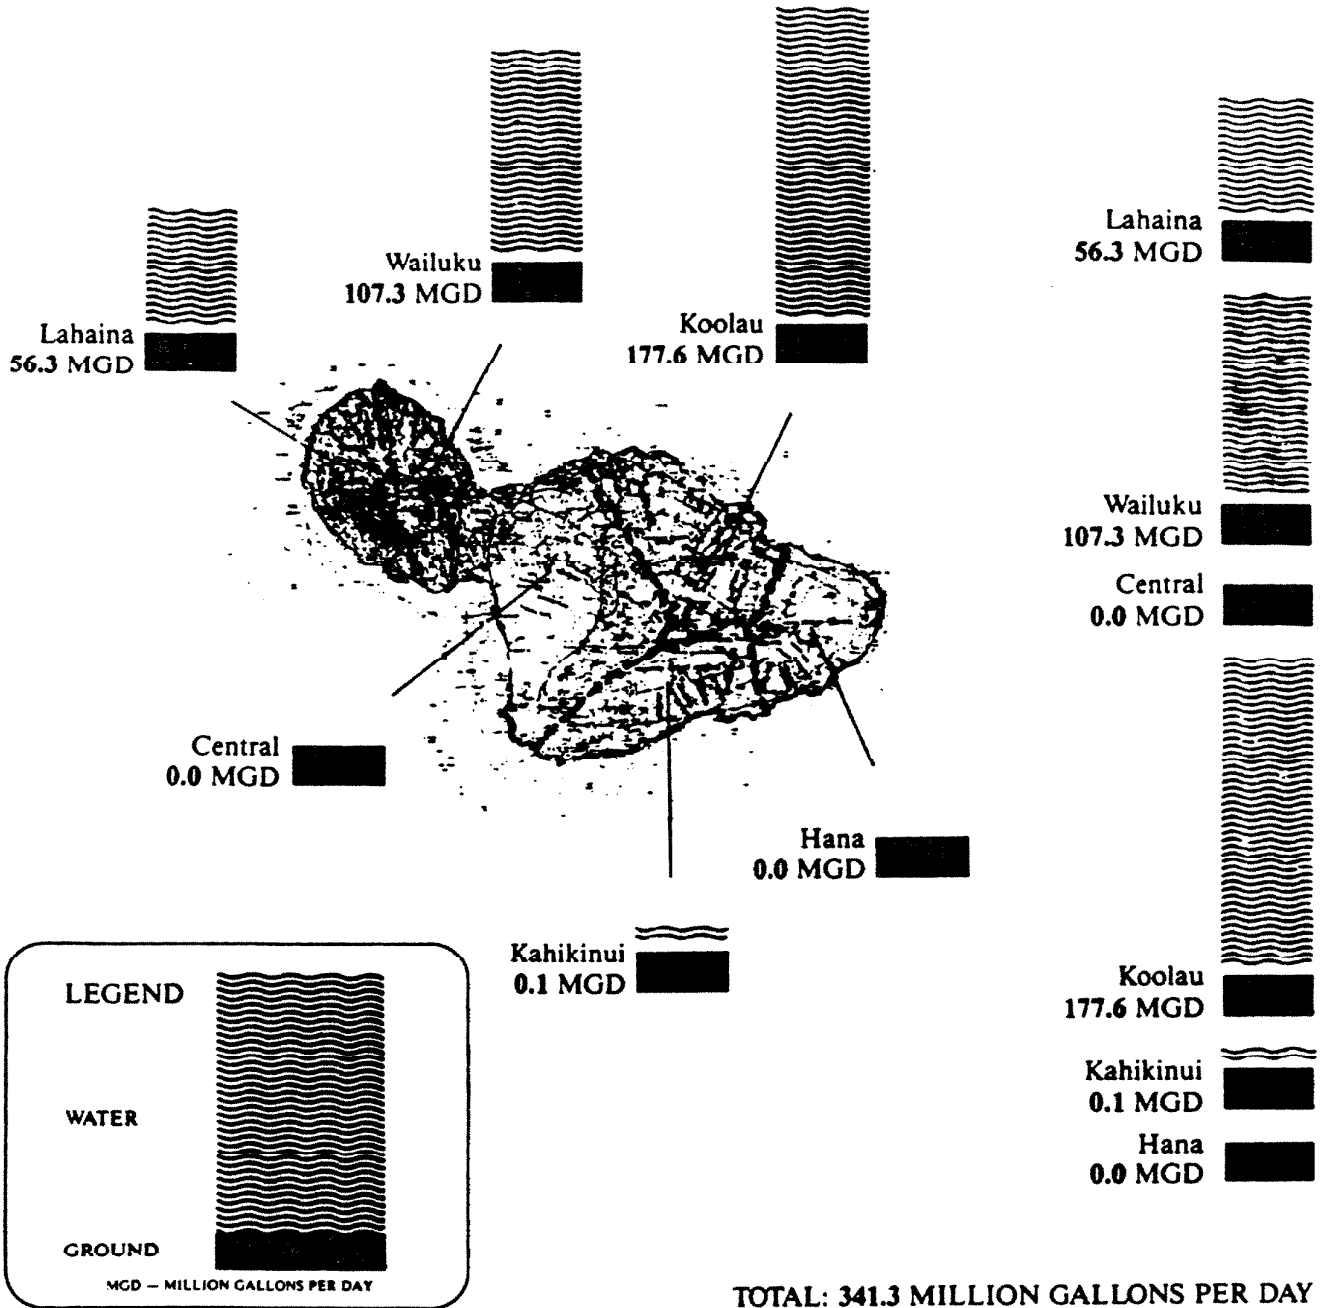 Wailuku
107.3 MGD
Lahaina
56.3 MGD
Koolau
177.6 MGD
Central
0.0 MGD
Hana
0.0 MGD
Kahikinui
0.1 MGD
Lahaina
56.3 MGD
Wailuku
107.3 MGD
Central
0.0 MGD
Koolau
177.6 MGD
Kahikinui
0.1 MGD
Hana
0.0 MGD
LEGEND
WATER
GROUND
MGD — MILLION GALLONS PER DAY
TOTAL: 341.3 MILLION GALLONS PER DAY